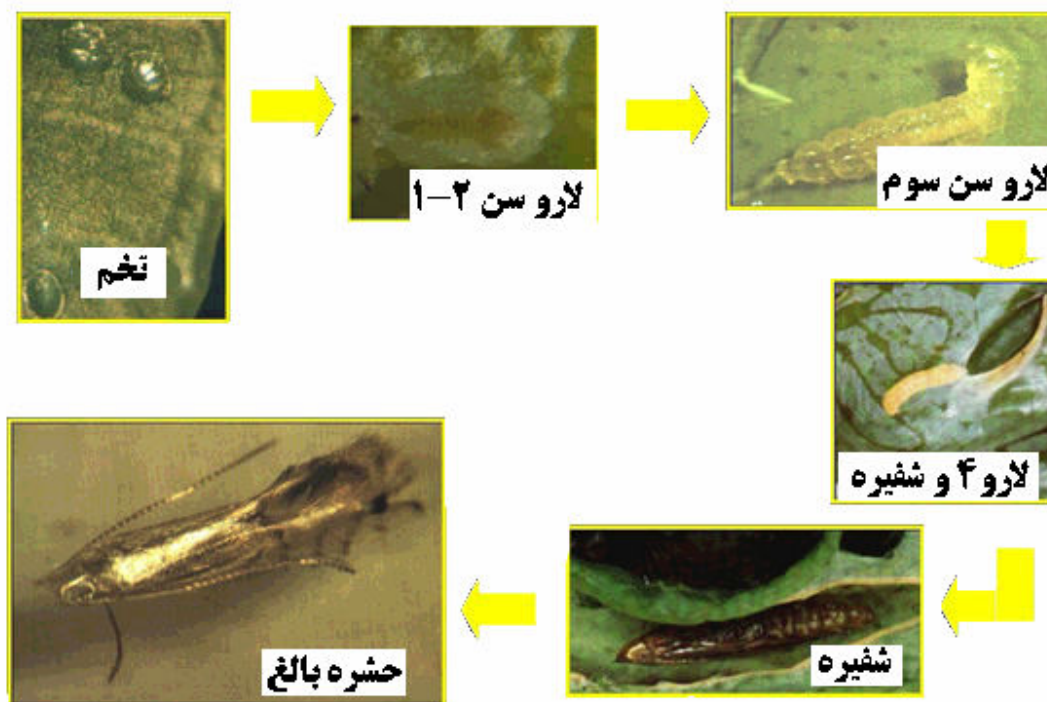 تخم
لارو سن ۲-۱
لارو سن سوم
لارو ۴ و شفیره
شفیره
حشره بالغ